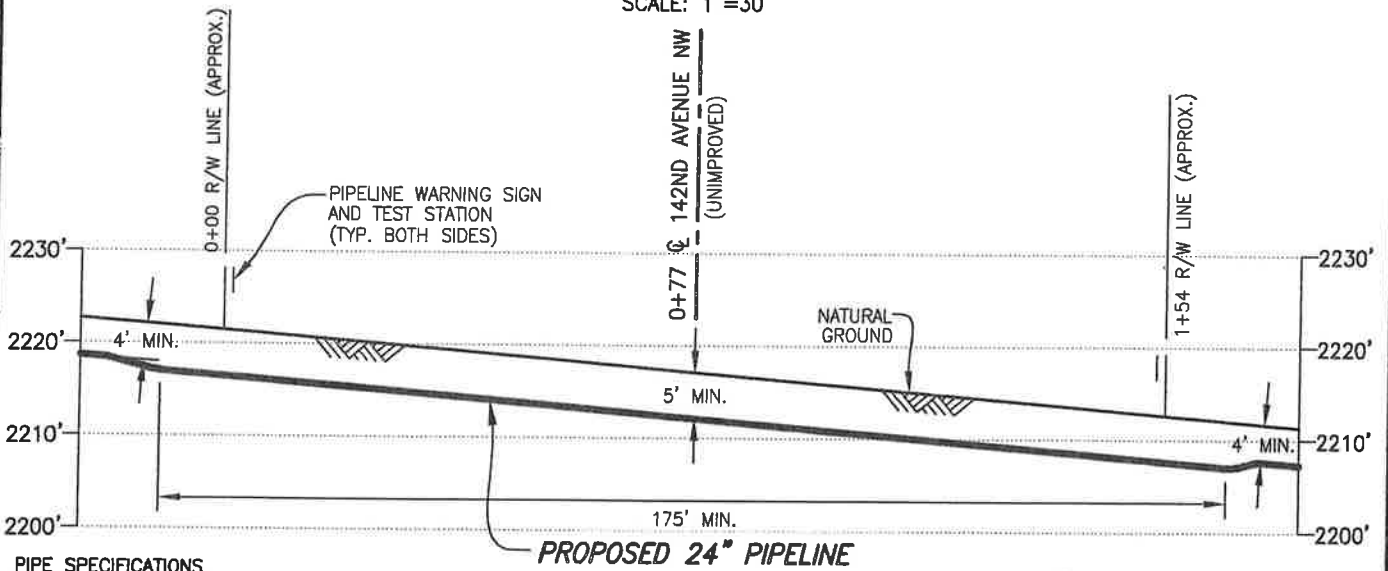 SCALE: 1"=30'
0+00 R/W LINE (APPROX.)
0+77 ℄ 142ND AVENUE NW
(UNIMPROVED)
1+54 R/W LINE (APPROX.)
PIPELINE WARNING SIGN
AND TEST STATION
(TYP. BOTH SIDES)
2230'
2230'
NATURAL
GROUND
2220'
4' MIN.
2220'
5' MIN.
2210'
4' MIN.
2210'
2200'
175' MIN.
2200'
PROPOSED 24" PIPELINE
PIPE SPECIFICATIONS